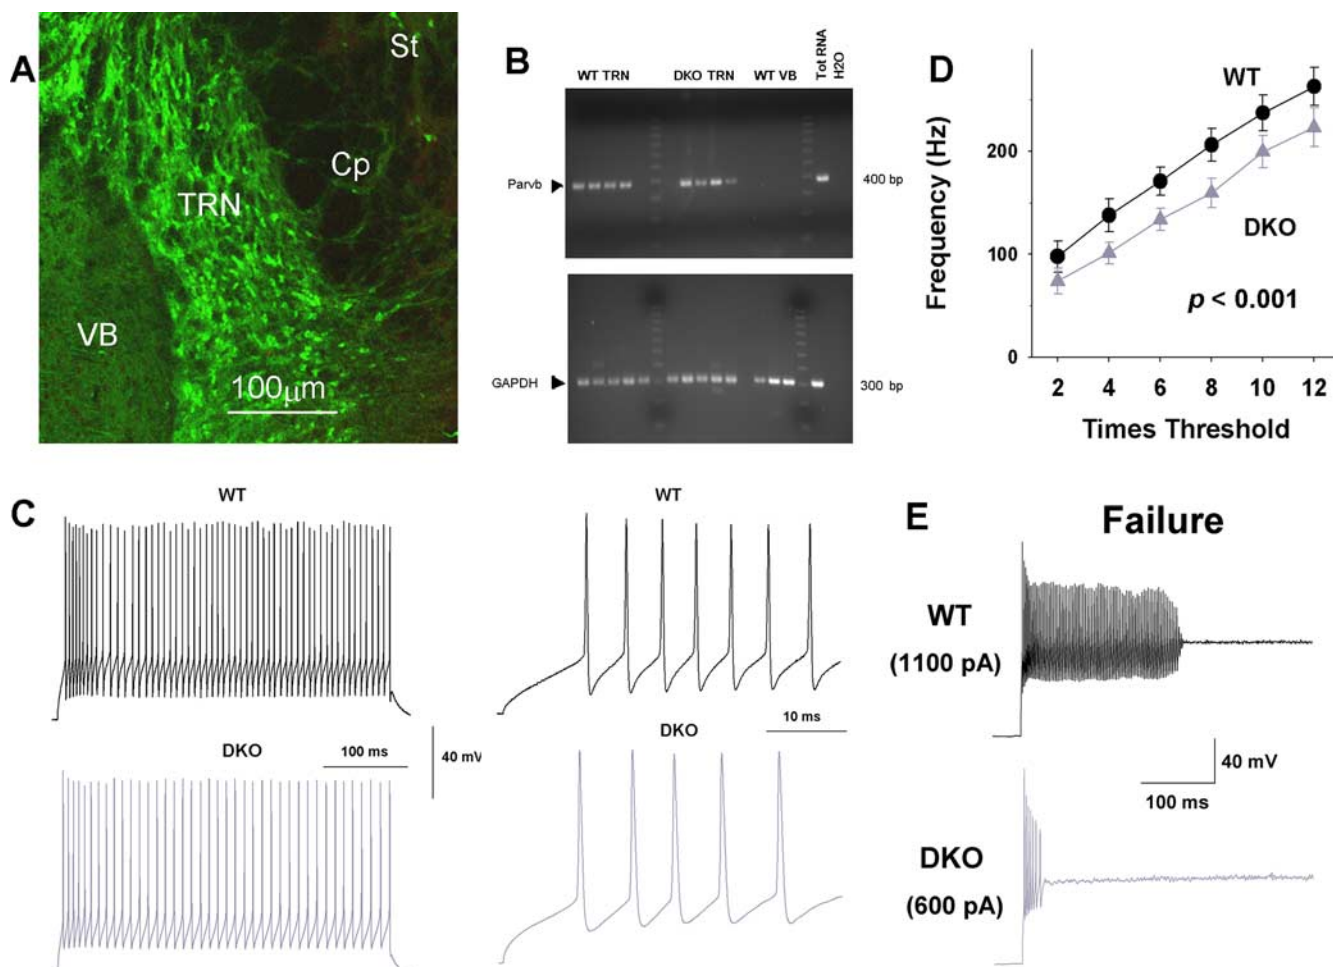 A
St
Cp
TRN
VB
100μm
B
WT TRN
DKO TRN
WT VB
Tot RNA
H2O
Parvb
400 bp
GAPDH
300 bp
D
Frequency (Hz)
200
100
0
WT
DKO
p < 0.001
2 4 6 8 10 12
Times Threshold
C
WT
WT
DKO
100 ms
40 mV
DKO
10 ms
E
Failure
WT
(1100 pA)
40 mV
100 ms
DKO
(600 pA)